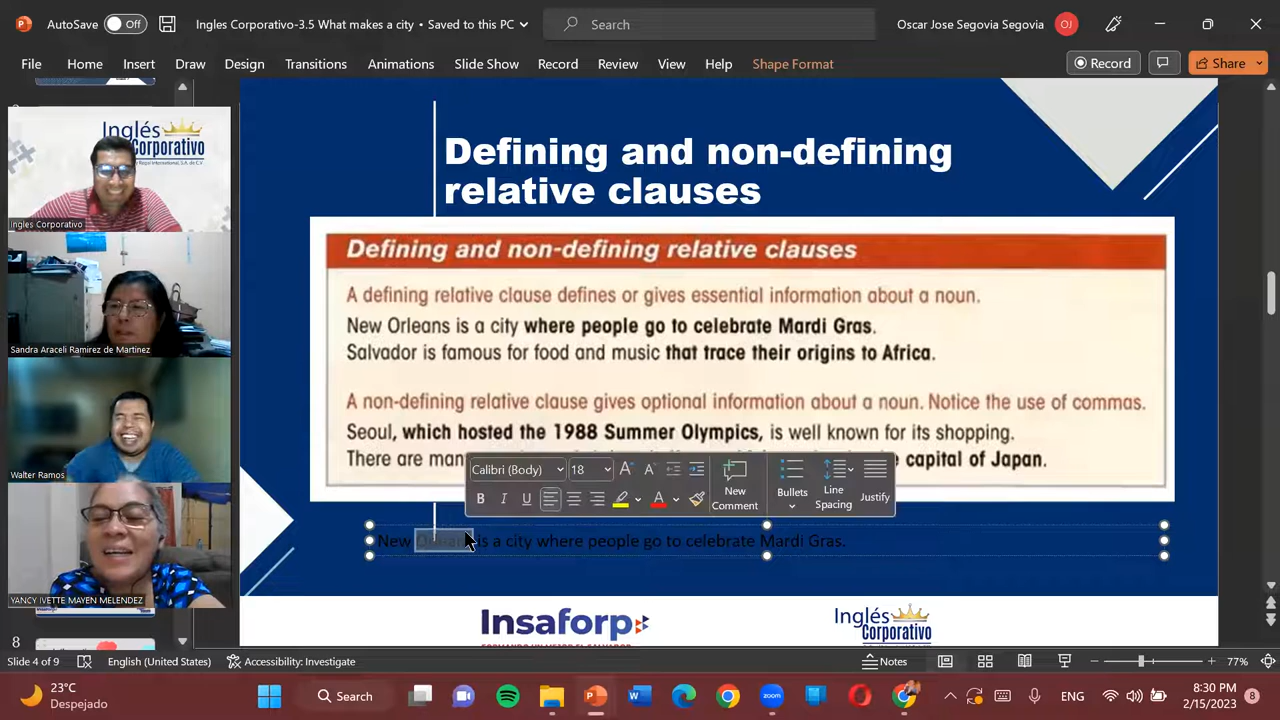 AutoSave Off Ingles Corporativo-3.5 What makes a city • Saved to this PC Search Oscar Jose Segovia Segovia OJ
File Home Insert Draw Design Transitions Animations Slide Show Record Review View Help Shape Format Record Share
Inglés
Corporativo
Ingles Corporativo
Sandra Araceli Ramirez de Martinez
Walter Ramos
YANCY IVETTE MAYEN MELENDEZ
8
Defining and non-defining
relative clauses
Defining and non-defining relative clauses
A defining relative clause defines or gives essential information about a noun.
New Orleans is a city where people go to celebrate Mardi Gras.
Salvador is famous for food and music that trace their origins to Africa.
A non-defining relative clause gives optional information about a noun. Notice the use of commas.
Seoul, which hosted the 1988 Summer Olympics, is well known for its shopping.
There are man capital of Japan.
Calibri (Body) 18 A A New Comment Bullets Line Spacing Justify
B I U A
New Orleans is a city where people go to celebrate Mardi Gras.
Insaforp
Inglés
Corporativo
Slide 4 of 9 English (United States) Accessibility: Investigate Notes 77%
23°C
Despejado
Search
ENG
8:30 PM
2/15/2023
8